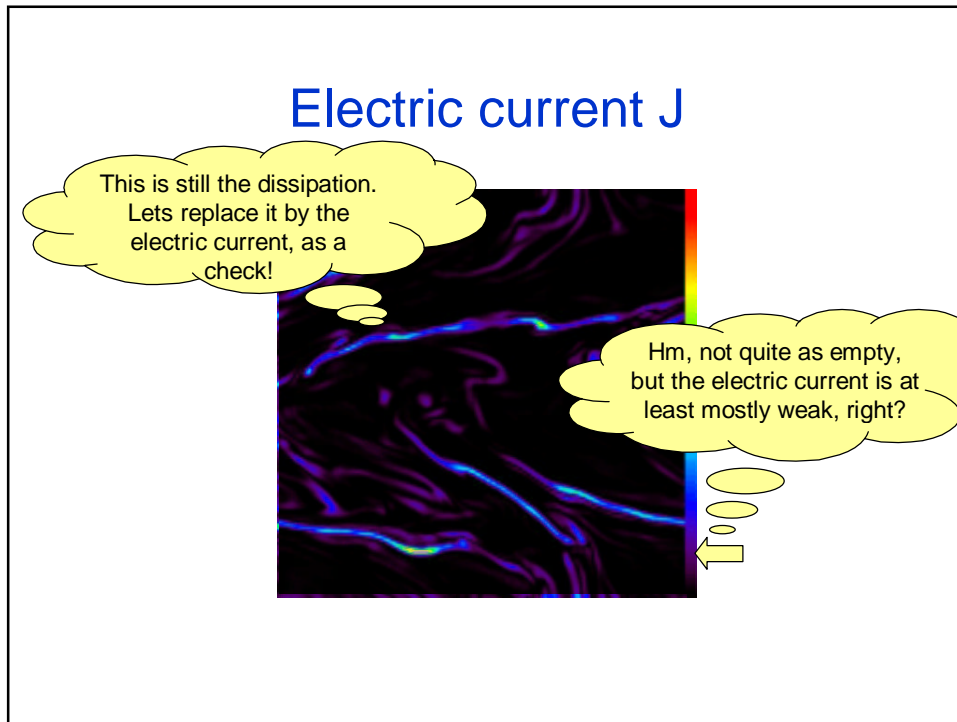 Electric current J
This is still the dissipation.
Lets replace it by the
electric current, as a
check!
Hm, not quite as empty,
but the electric current is at
least mostly weak, right?